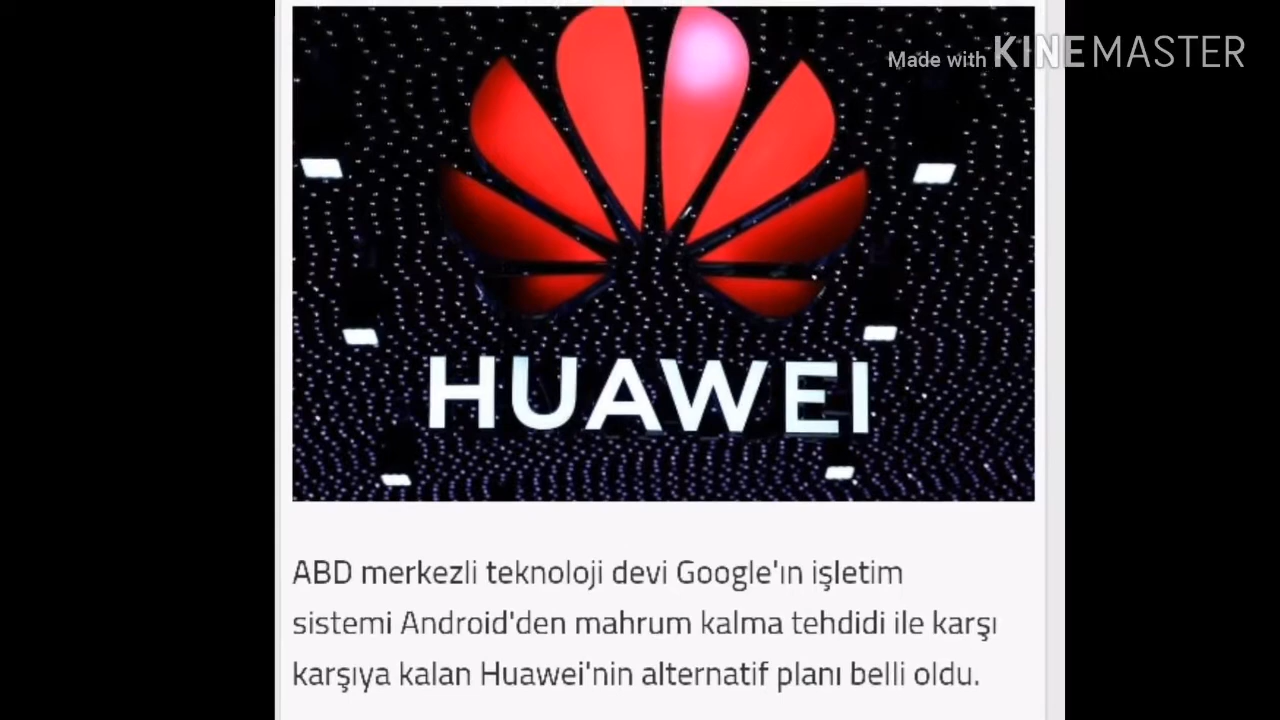 Made with KINEMASTER
HUAWEI
ABD merkezli teknoloji devi Google'ın işletim
sistemi Android'den mahrum kalma tehdidi ile karşı
karşıya kalan Huawei'nin alternatif planı belli oldu.